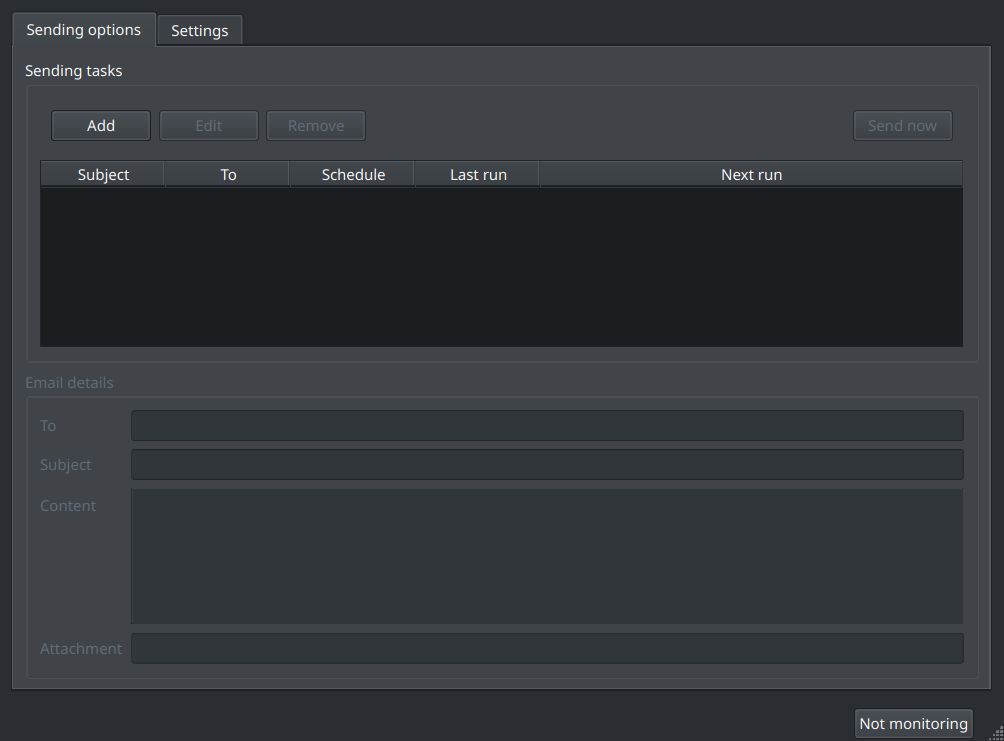 Sending options Settings
Sending tasks
Add Edit Remove Send now
Subject To Schedule Last run Next run
Email details
To
Subject
Content
Attachment
Not monitoring